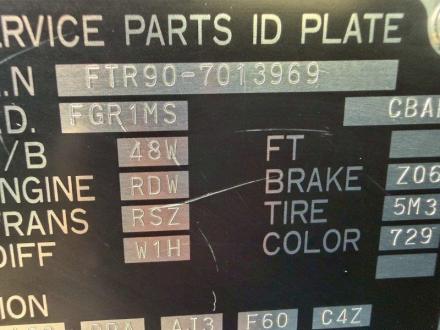 SERVICE PARTS ID PLATE
.N FTR90-7013969
.D. FGR1MS CBA
/B 48W FT
ENGINE RDW BRAKE Z06
TRANS RSZ TIRE 5M3
DIFF W1H COLOR 729
ION
AI3 F60 C4Z